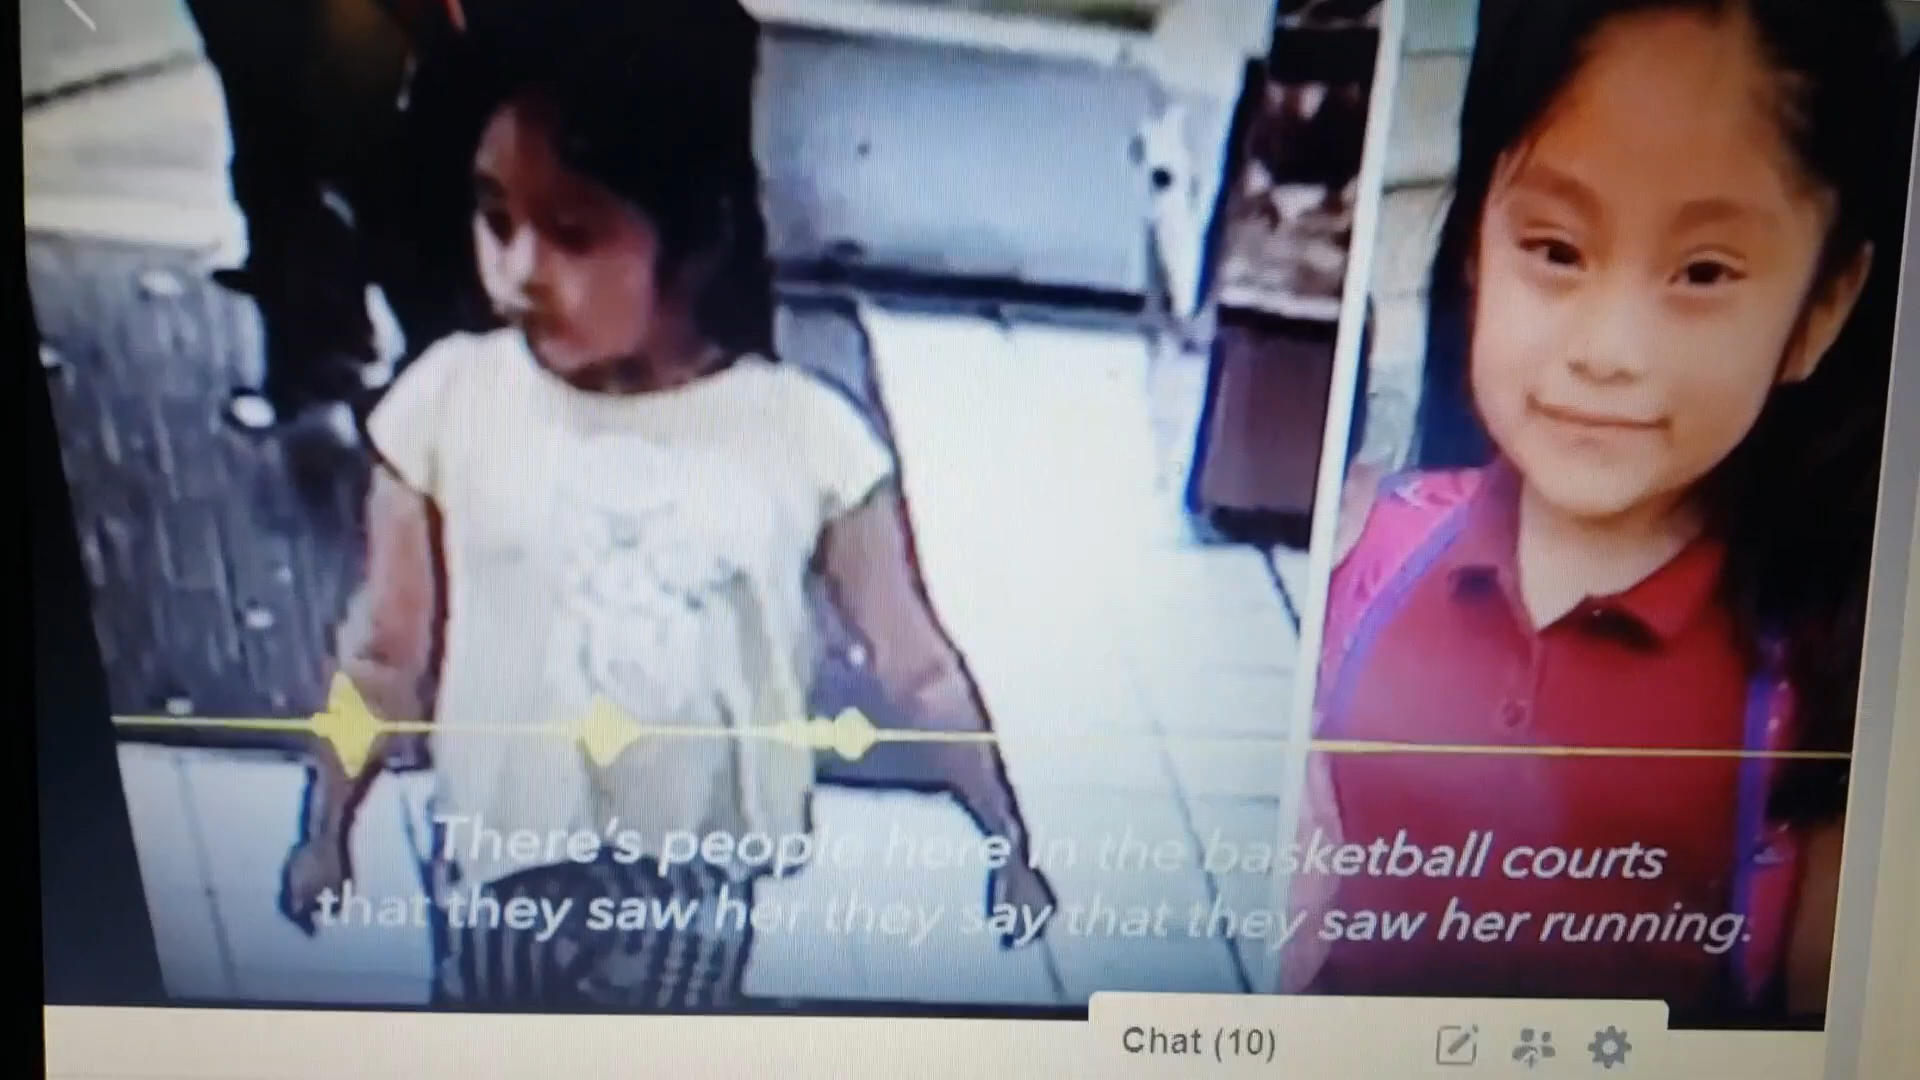 There's people here in the basketball courts
that they saw her they say that they saw her running.
Chat (10)